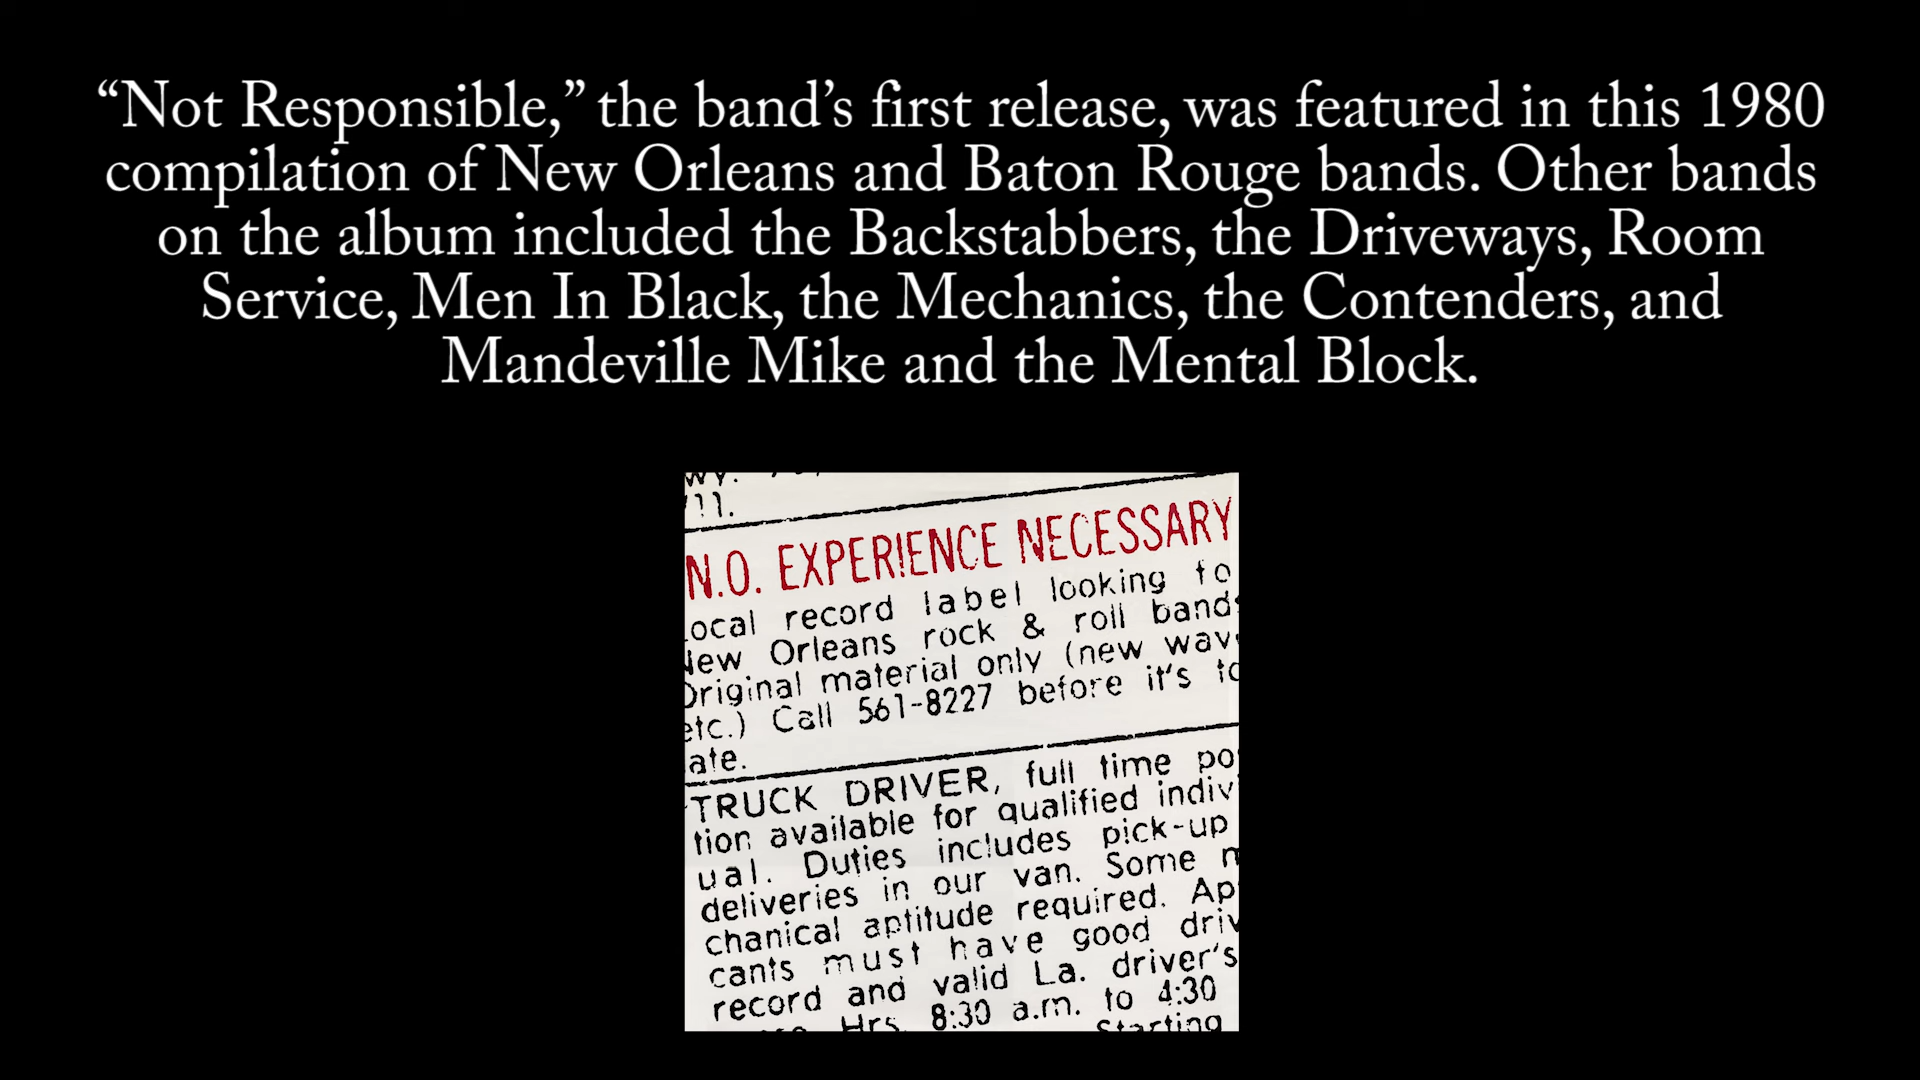 “Not Responsible,” the band’s first release, was featured in this 1980
compilation of New Orleans and Baton Rouge bands. Other bands
on the album included the Backstabbers, the Driveways, Room
Service, Men In Black, the Mechanics, the Contenders, and
Mandeville Mike and the Mental Block.
N.O. EXPERIENCE NECESSARY
ocal record label looking fo
New Orleans rock & roll bands
Original material only (new wav
etc.) Call 561-8227 before it's to
ate.
TRUCK DRIVER, full time po
tion available for qualified indiv
ual. Duties includes pick-up
deliveries in our van. Some m
chanical aptitude required. Ap
cants must have good driv
record and valid La. driver's
Hrs. 8:30 a.m. to 4:30
Starting